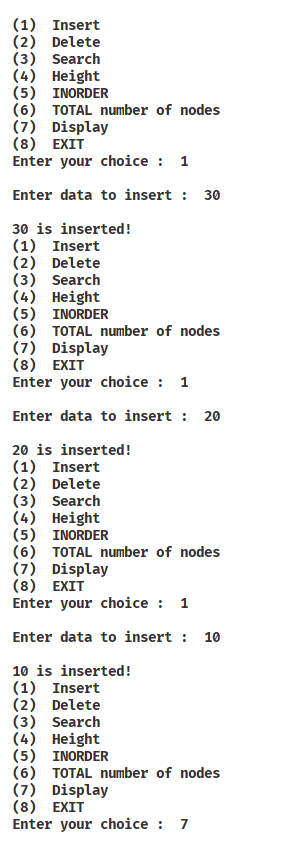 (1)  Insert
(2)  Delete
(3)  Search
(4)  Height
(5)  INORDER
(6)  TOTAL number of nodes
(7)  Display
(8)  EXIT
Enter your choice :  1
Enter data to insert :  30
30 is inserted!
(1)  Insert
(2)  Delete
(3)  Search
(4)  Height
(5)  INORDER
(6)  TOTAL number of nodes
(7)  Display
(8)  EXIT
Enter your choice :  1
Enter data to insert :  20
20 is inserted!
(1)  Insert
(2)  Delete
(3)  Search
(4)  Height
(5)  INORDER
(6)  TOTAL number of nodes
(7)  Display
(8)  EXIT
Enter your choice :  1
Enter data to insert :  10
10 is inserted!
(1)  Insert
(2)  Delete
(3)  Search
(4)  Height
(5)  INORDER
(6)  TOTAL number of nodes
(7)  Display
(8)  EXIT
Enter your choice :  7